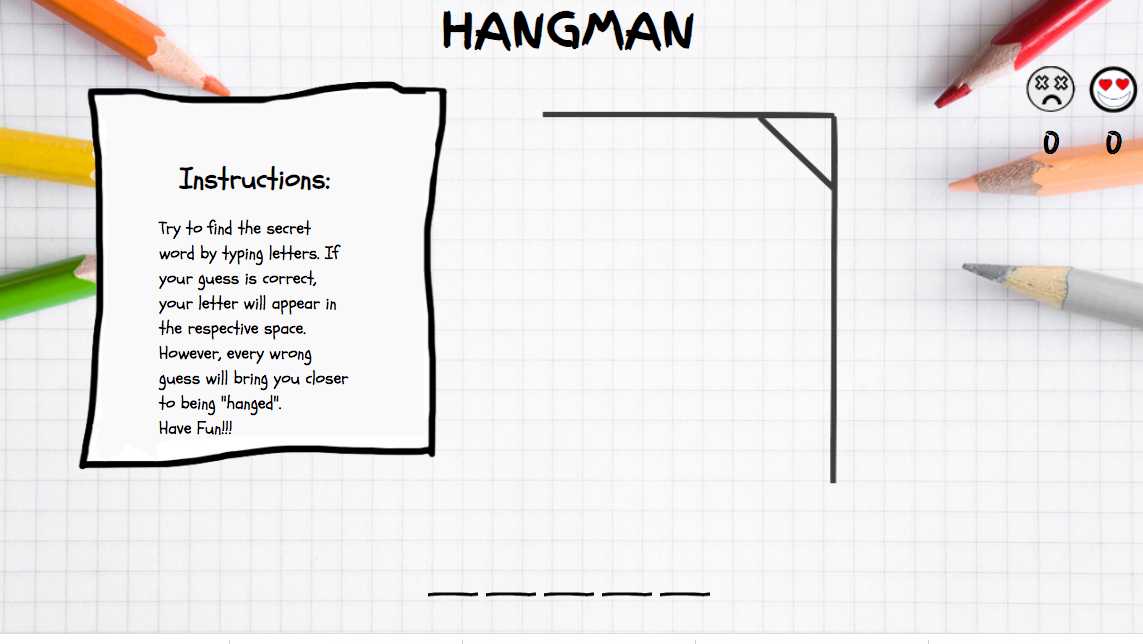 HANGMAN
0 0
Instructions:
Try to find the secret
word by typing letters. If
your guess is correct,
your letter will appear in
the respective space.
However, every wrong
guess will bring you closer
to being "hanged".
Have Fun!!!